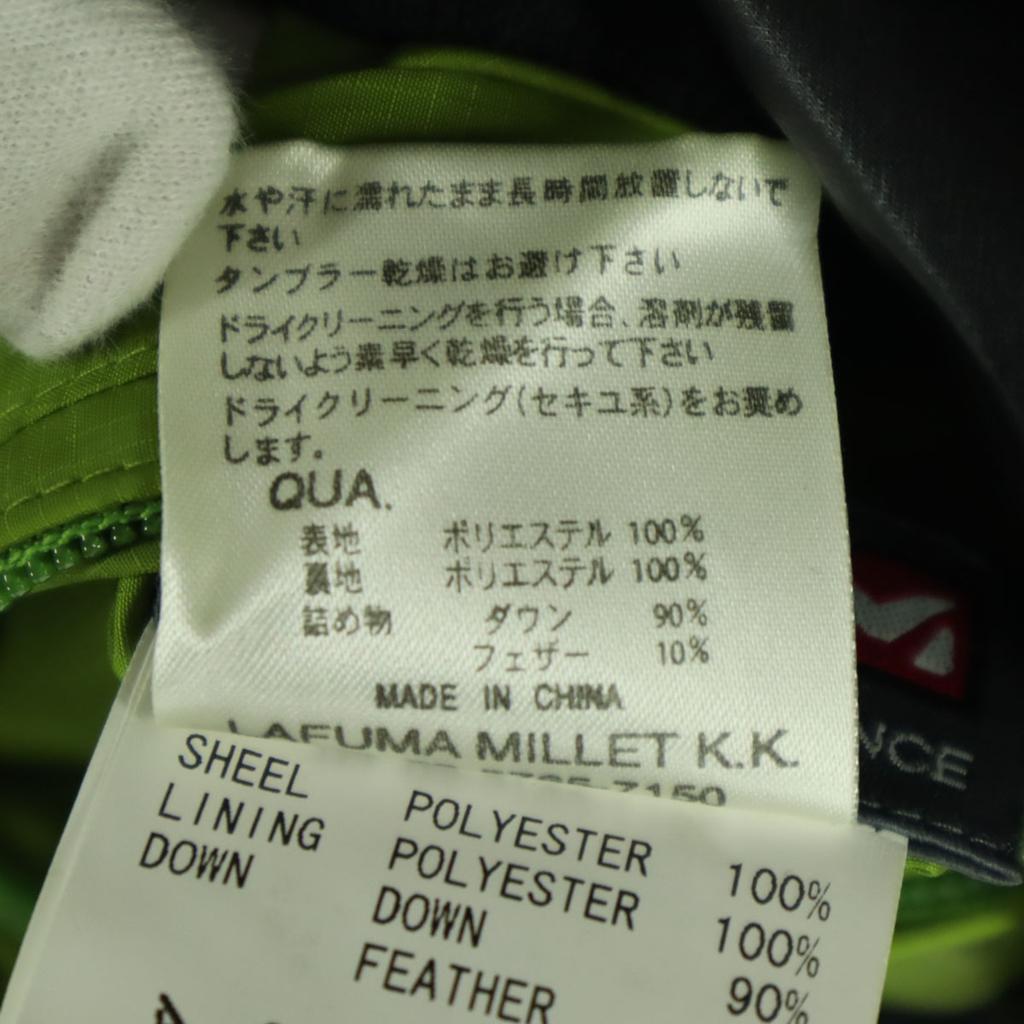 水や汗に濡れたまま長時間放置しないで
下さい
タンブラー乾燥はお避け下さい
ドライクリーニングを行う場合、溶剤が残留
しないよう素早く乾燥を行って下さい
ドライクリーニング(セキユ系)をお奨め
します。
QUA.
表地 ポリエステル 100%
裏地 ポリエステル 100%
詰め物 ダウン 90%
フェザー 10%
MADE IN CHINA
LAFUMA MILLET K.K.
7150
NCE
SHEEL POLYESTER 100%
LINING POLYESTER 100%
DOWN DOWN 90%
FEATHER